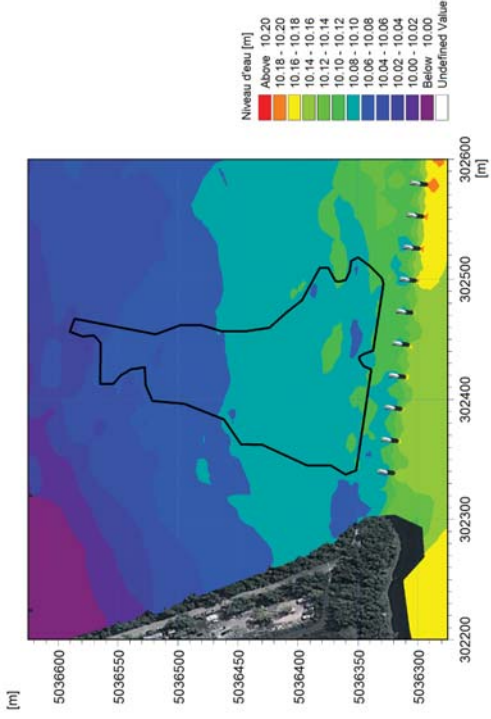 [m]
5036600
5036550
5036500
5036450
5036400
5036350
5036300
302200
302300
302400
302500
302600
[m]
Niveau d'eau [m]
Above 10.20
10.18 - 10.20
10.16 - 10.18
10.14 - 10.16
10.12 - 10.14
10.10 - 10.12
10.08 - 10.10
10.06 - 10.08
10.04 - 10.06
10.02 - 10.04
10.00 - 10.02
Below 10.00
Undefined Value